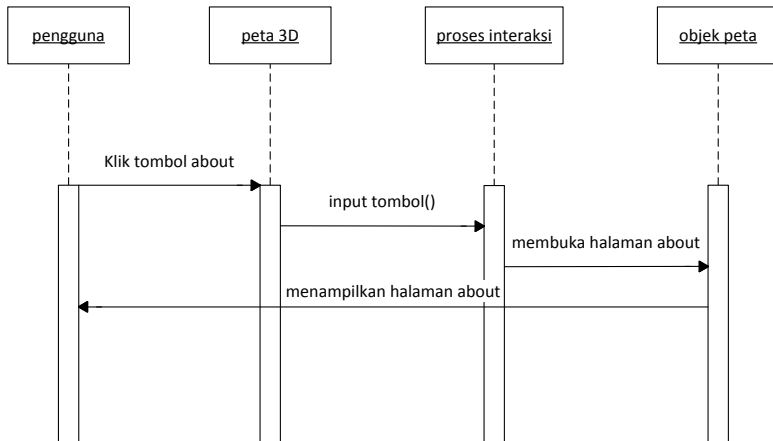 pengguna
peta 3D
proses interaksi
objek peta
Klik tombol about
input tombol()
membuka halaman about
menampilkan halaman about